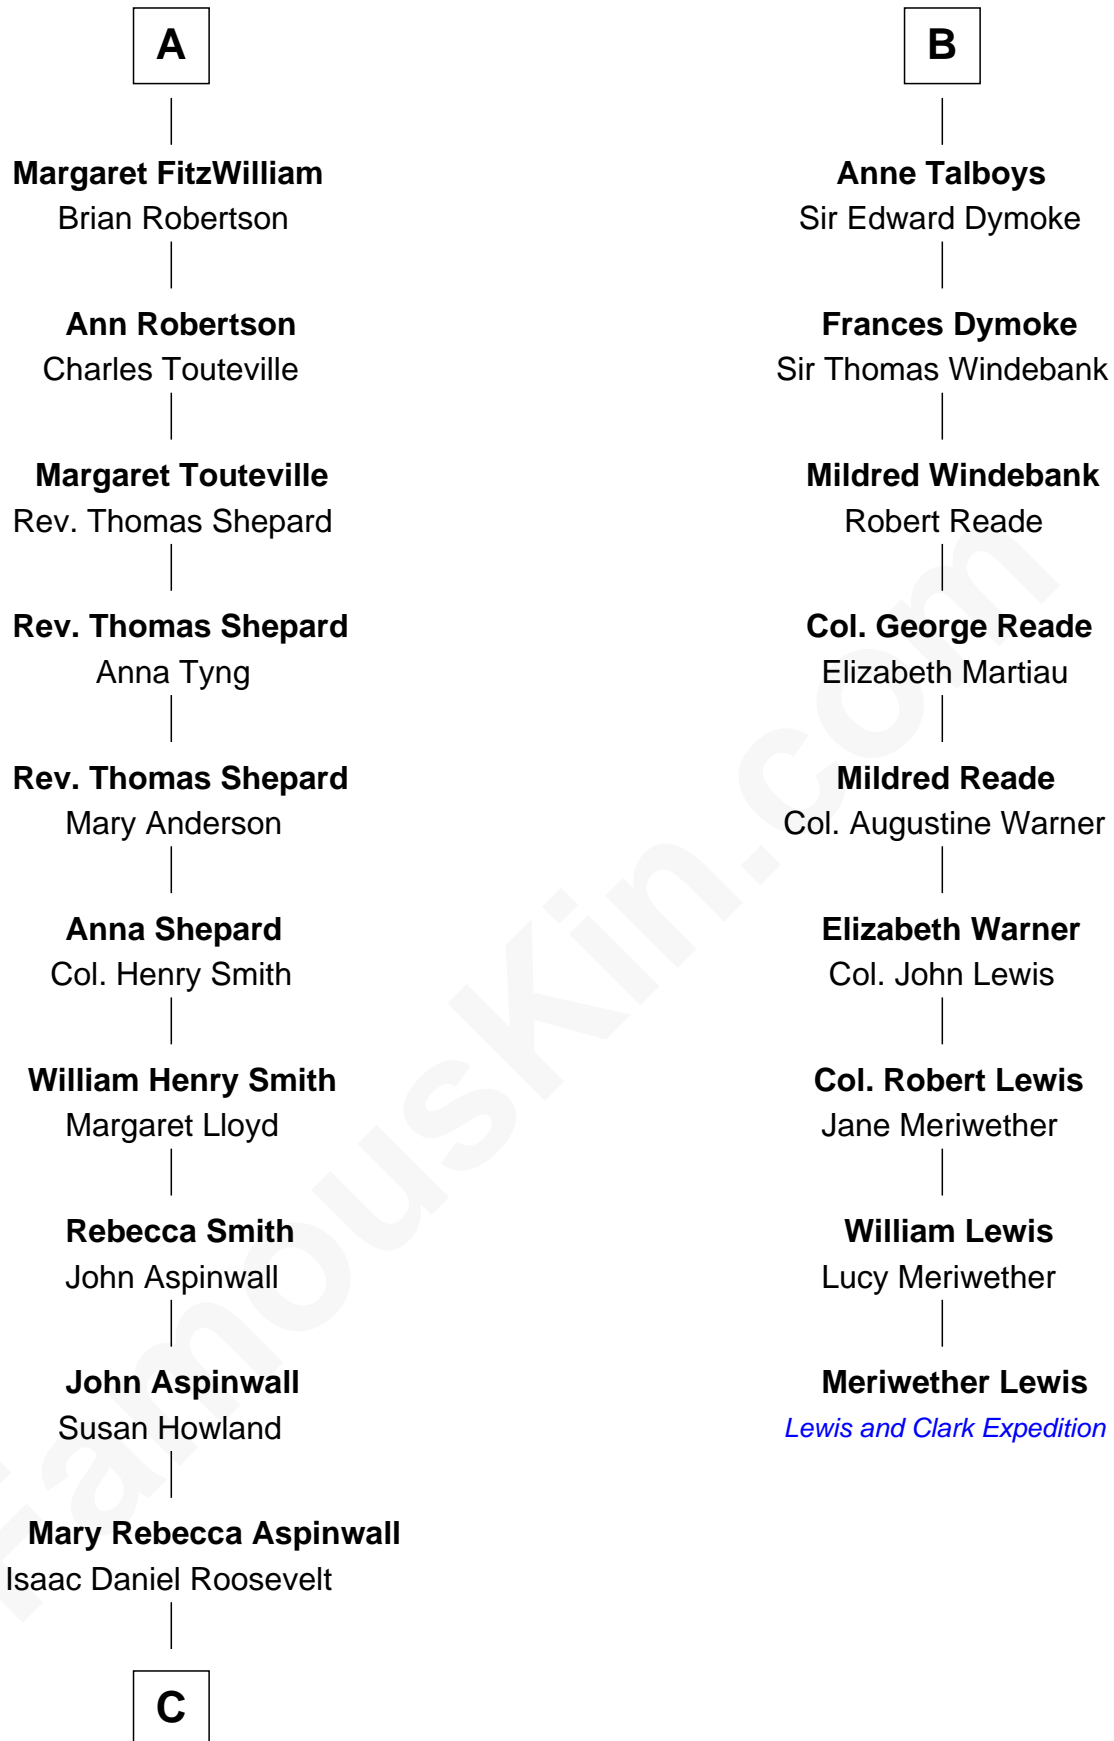 A
Margaret FitzWilliam
Brian Robertson
Ann Robertson
Charles Touteville
Margaret Touteville
Rev. Thomas Shepard
Rev. Thomas Shepard
Anna Tyng
Rev. Thomas Shepard
Mary Anderson
Anna Shepard
Col. Henry Smith
William Henry Smith
Margaret Lloyd
Rebecca Smith
John Aspinwall
John Aspinwall
Susan Howland
Mary Rebecca Aspinwall
Isaac Daniel Roosevelt
C
B
Anne Talboys
Sir Edward Dymoke
Frances Dymoke
Sir Thomas Windebank
Mildred Windebank
Robert Reade
Col. George Reade
Elizabeth Martiau
Mildred Reade
Col. Augustine Warner
Elizabeth Warner
Col. John Lewis
Col. Robert Lewis
Jane Meriwether
William Lewis
Lucy Meriwether
Meriwether Lewis
Lewis and Clark Expedition
FamousKin.com